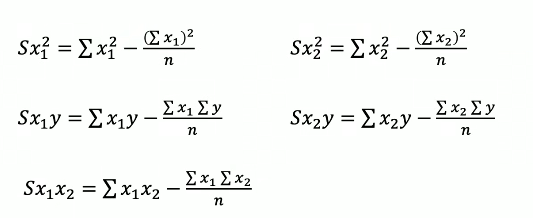 Sx₁² = ∑ x₁² − (∑ x₁)²/n    Sx₂² = ∑ x₂² − (∑ x₂)²/n
Sx₁y = ∑ x₁y − ∑ x₁ ∑ y/n    Sx₂y = ∑ x₂y − ∑ x₂ ∑ y/n
Sx₁x₂ = ∑ x₁x₂ − ∑ x₁ ∑ x₂/n